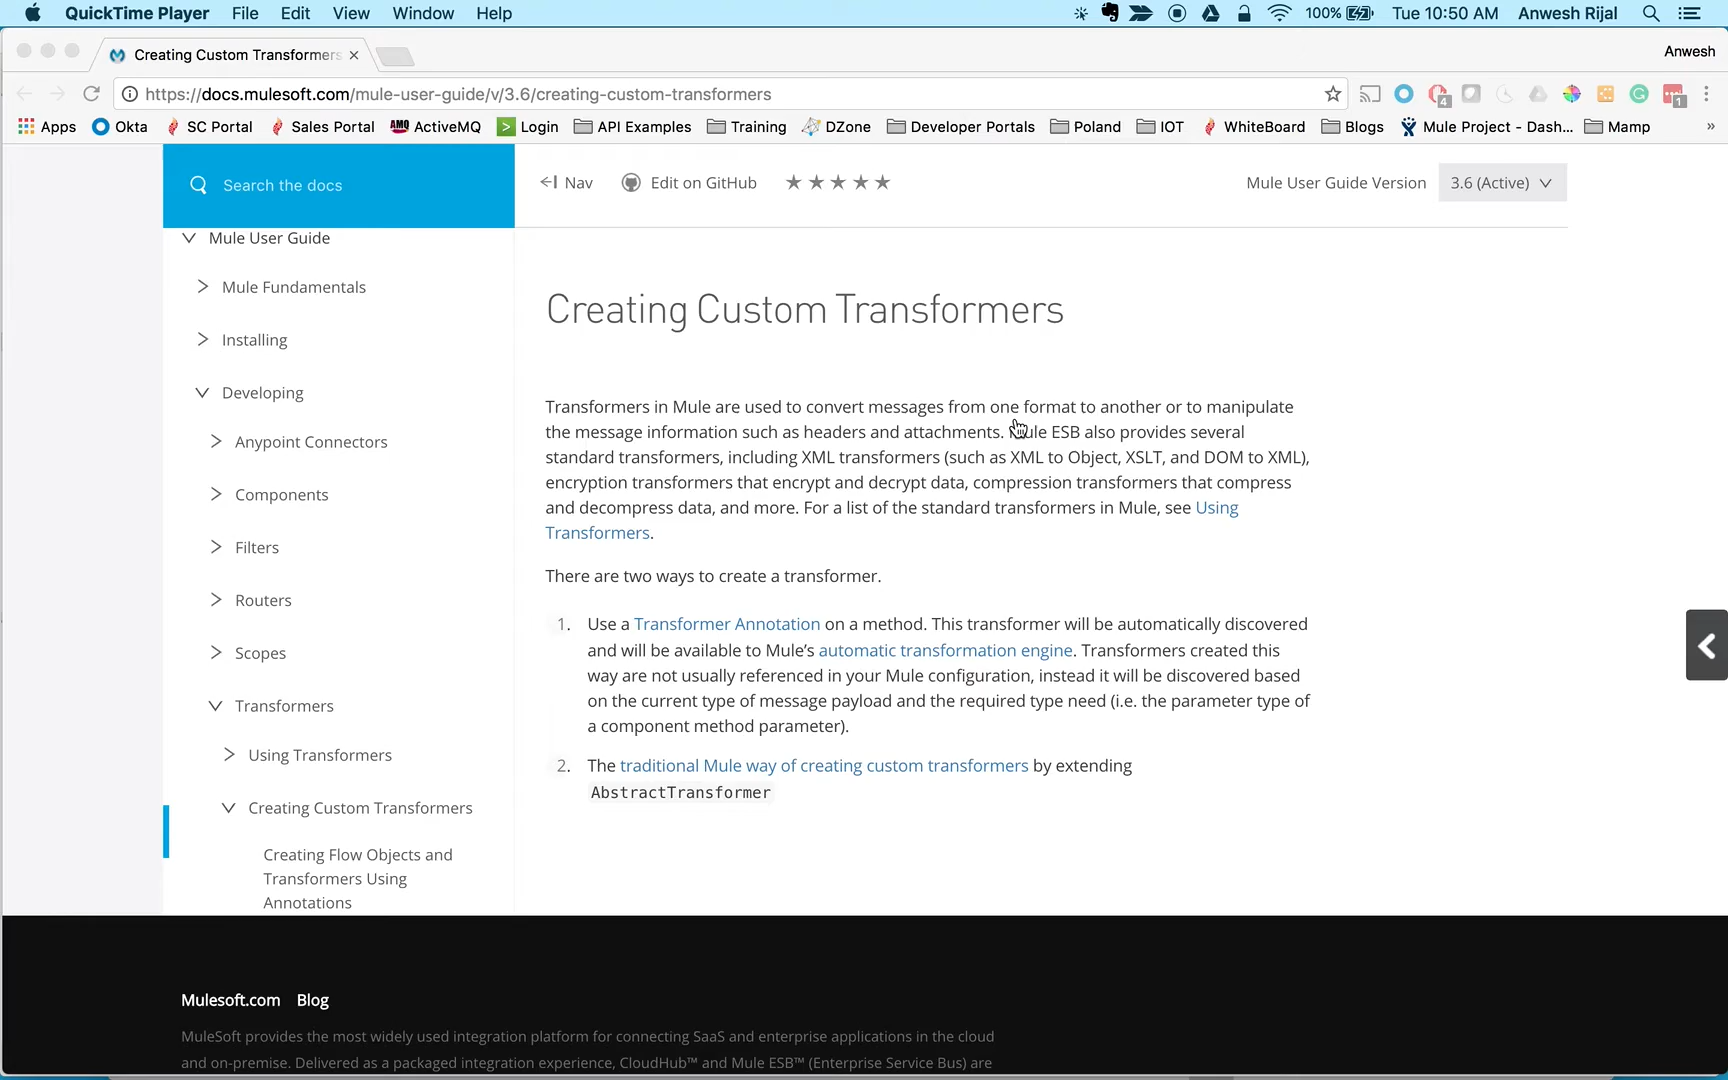 QuickTime Player File Edit View Window Help 100% Tue 10:50 AM Anwesh Rijal
Creating Custom Transformers Anwesh
https://docs.mulesoft.com/mule-user-guide/v/3.6/creating-custom-transformers 4 1
Apps Okta SC Portal Sales Portal AMQ ActiveMQ Login API Examples Training DZone Developer Portals Poland IOT WhiteBoard Blogs Mule Project - Dash... Mamp »
Search the docs
Nav Edit on GitHub ★★★★★ Mule User Guide Version 3.6 (Active)
Mule User Guide
Mule Fundamentals
Installing
Developing
Anypoint Connectors
Components
Filters
Routers
Scopes
Transformers
Using Transformers
Creating Custom Transformers
Creating Flow Objects and
Transformers Using
Annotations
Creating Custom Transformers
Transformers in Mule are used to convert messages from one format to another or to manipulate
the message information such as headers and attachments. Mule ESB also provides several
standard transformers, including XML transformers (such as XML to Object, XSLT, and DOM to XML),
encryption transformers that encrypt and decrypt data, compression transformers that compress
and decompress data, and more. For a list of the standard transformers in Mule, see Using
Transformers.
There are two ways to create a transformer.
1. Use a Transformer Annotation on a method. This transformer will be automatically discovered
and will be available to Mule’s automatic transformation engine. Transformers created this
way are not usually referenced in your Mule configuration, instead it will be discovered based
on the current type of message payload and the required type need (i.e. the parameter type of
a component method parameter).
2. The traditional Mule way of creating custom transformers by extending
AbstractTransformer
Mulesoft.com Blog
MuleSoft provides the most widely used integration platform for connecting SaaS and enterprise applications in the cloud
and on-premise. Delivered as a packaged integration experience, CloudHub™ and Mule ESB™ (Enterprise Service Bus) are